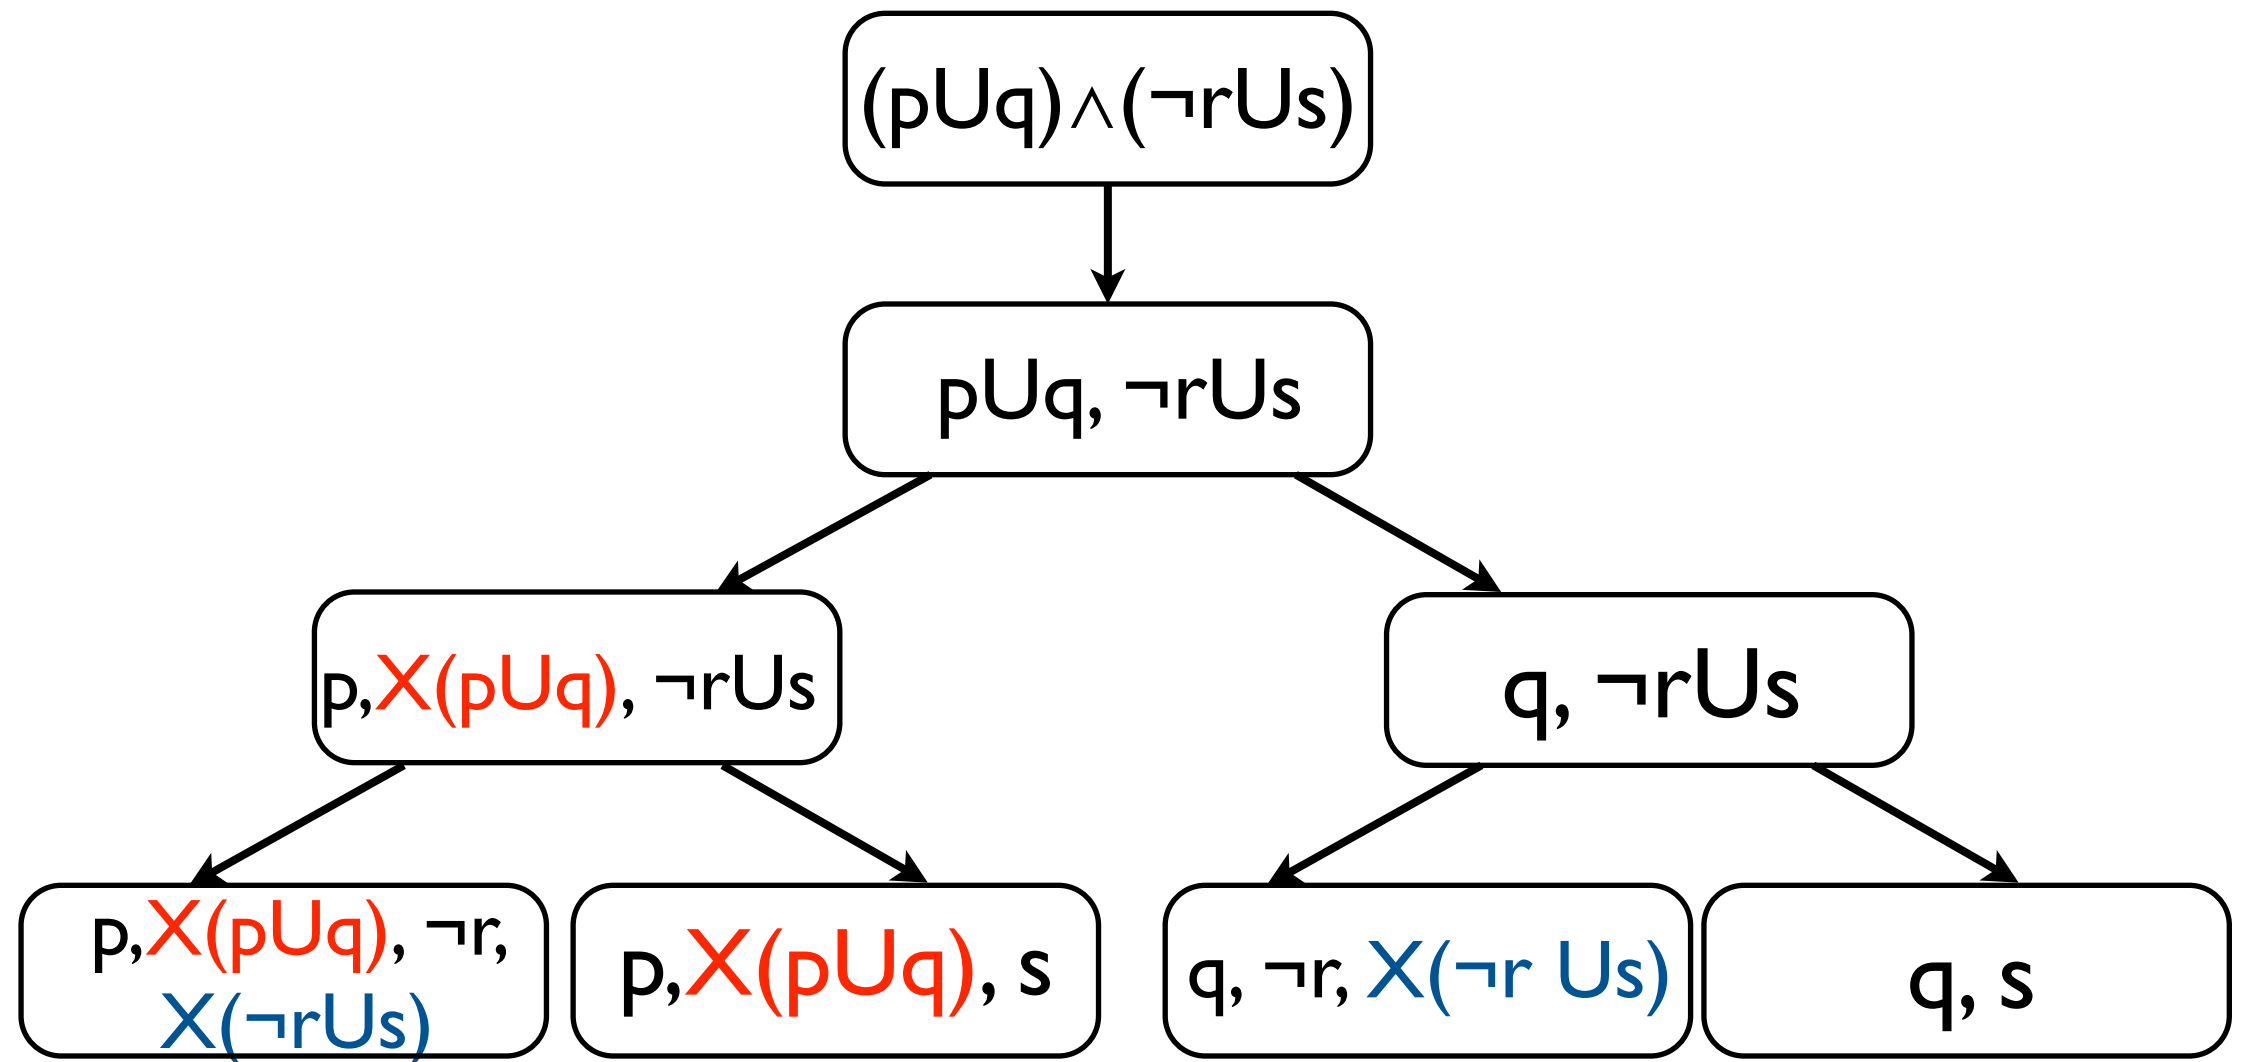 (pUq)∧(¬rUs)
pUq, ¬rUs
p,X(pUq), ¬rUs
q, ¬rUs
p,X(pUq), ¬r,
X(¬rUs)
p,X(pUq), s
q, ¬r, X(¬r Us)
q, s